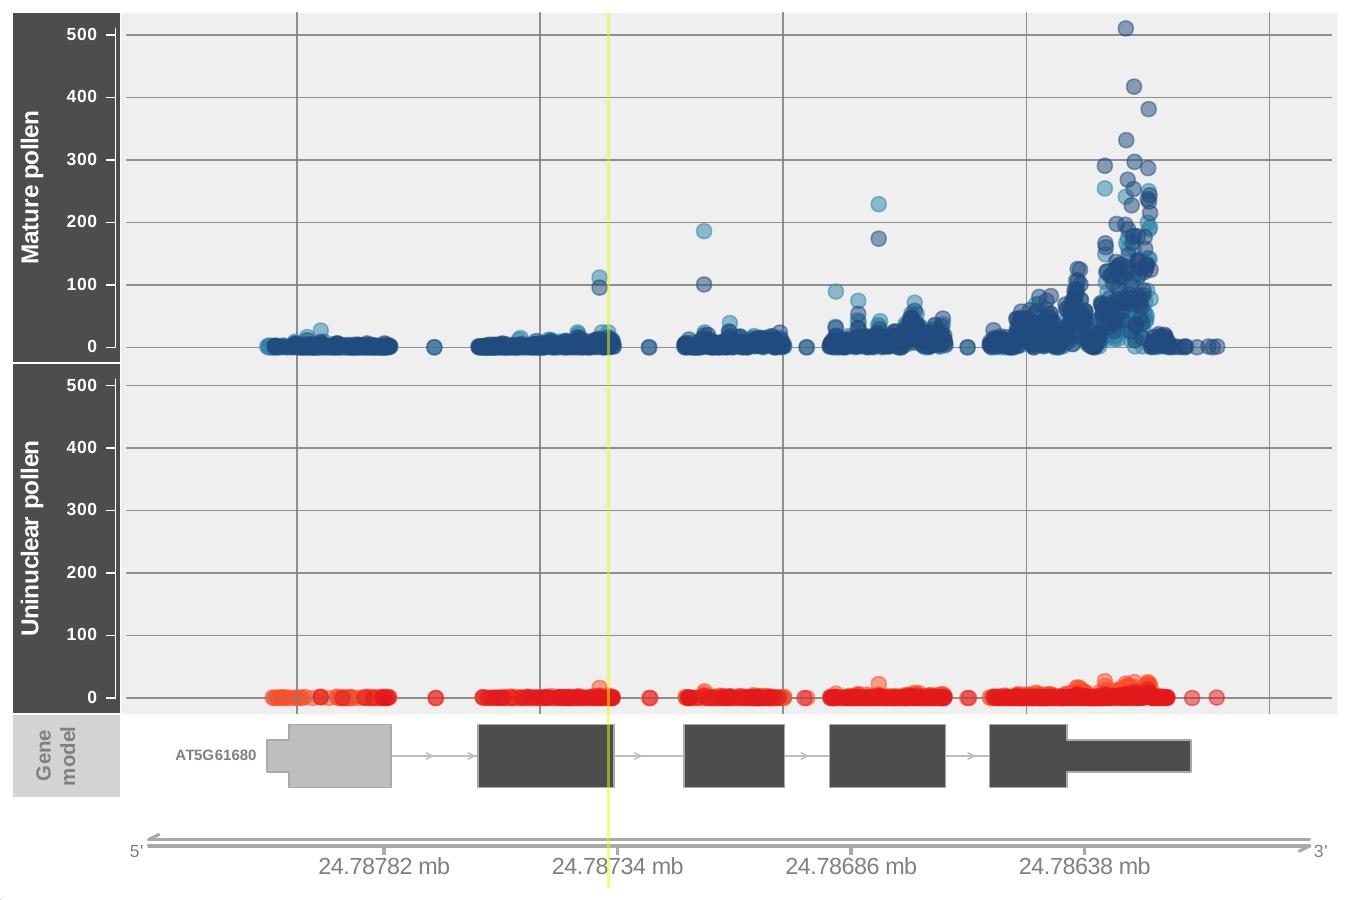 Mature pollen
500
400
300
200
100
0
Uninuclear pollen
500
400
300
200
100
0
Gene
model
AT5G61680
5'
3'
24.78782 mb
24.78734 mb
24.78686 mb
24.78638 mb